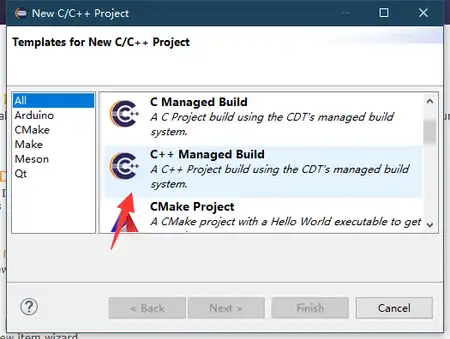 New C/C++ Project
Templates for New C/C++ Project
All
Arduino
CMake
Make
Meson
Qt
C Managed Build
A C Project build using the CDT's managed build
system.
C++ Managed Build
A C++ Project build using the CDT's managed build
system.
CMake Project
A CMake project with a Hello World executable to get
< Back
Next >
Finish
Cancel
new item wizard